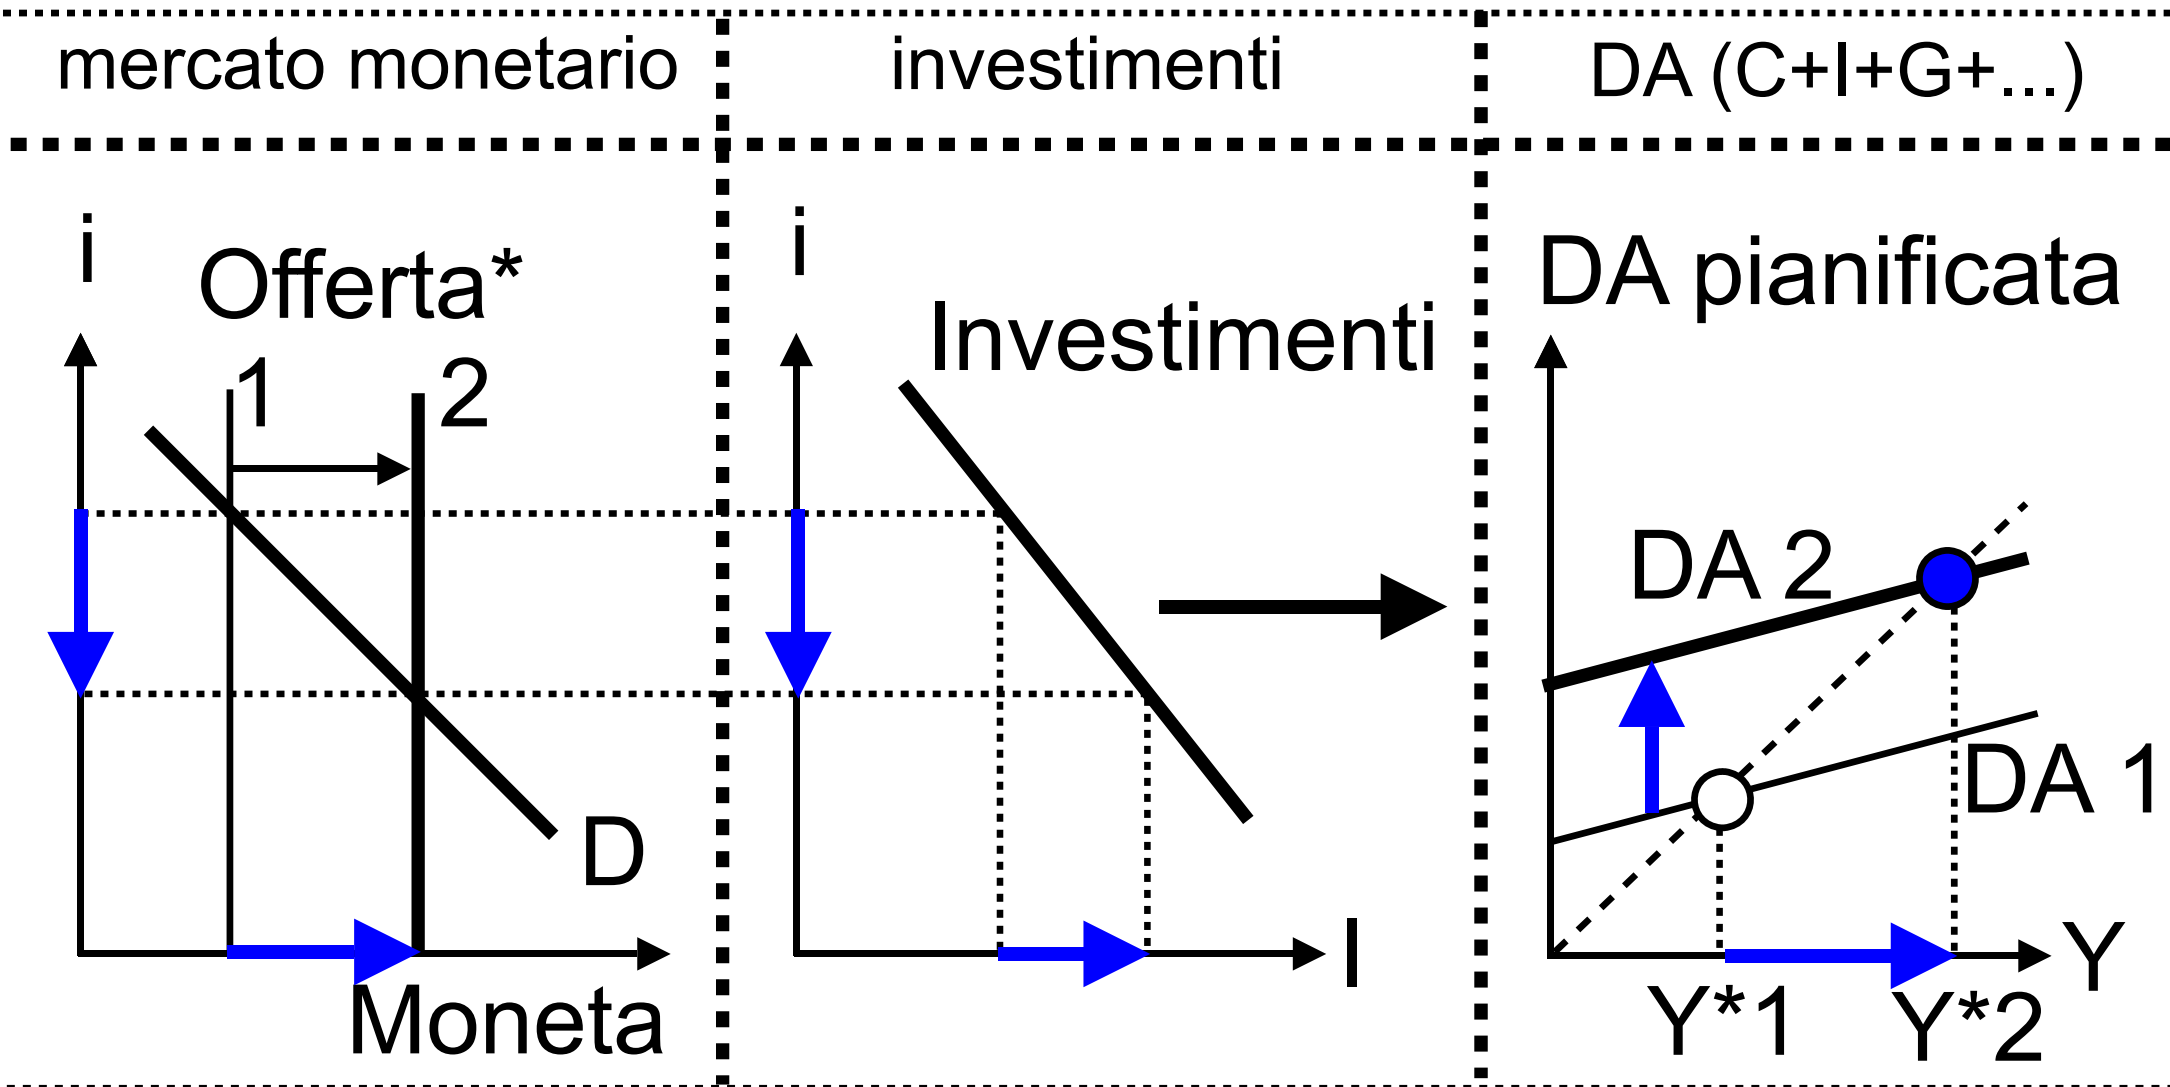 mercato monetario
investimenti
DA (C+I+G+...)
i
Offerta*
1
2
D
Moneta
i
Investimenti
I
DA pianificata
DA 2
DA 1
Y
Y*1
Y*2